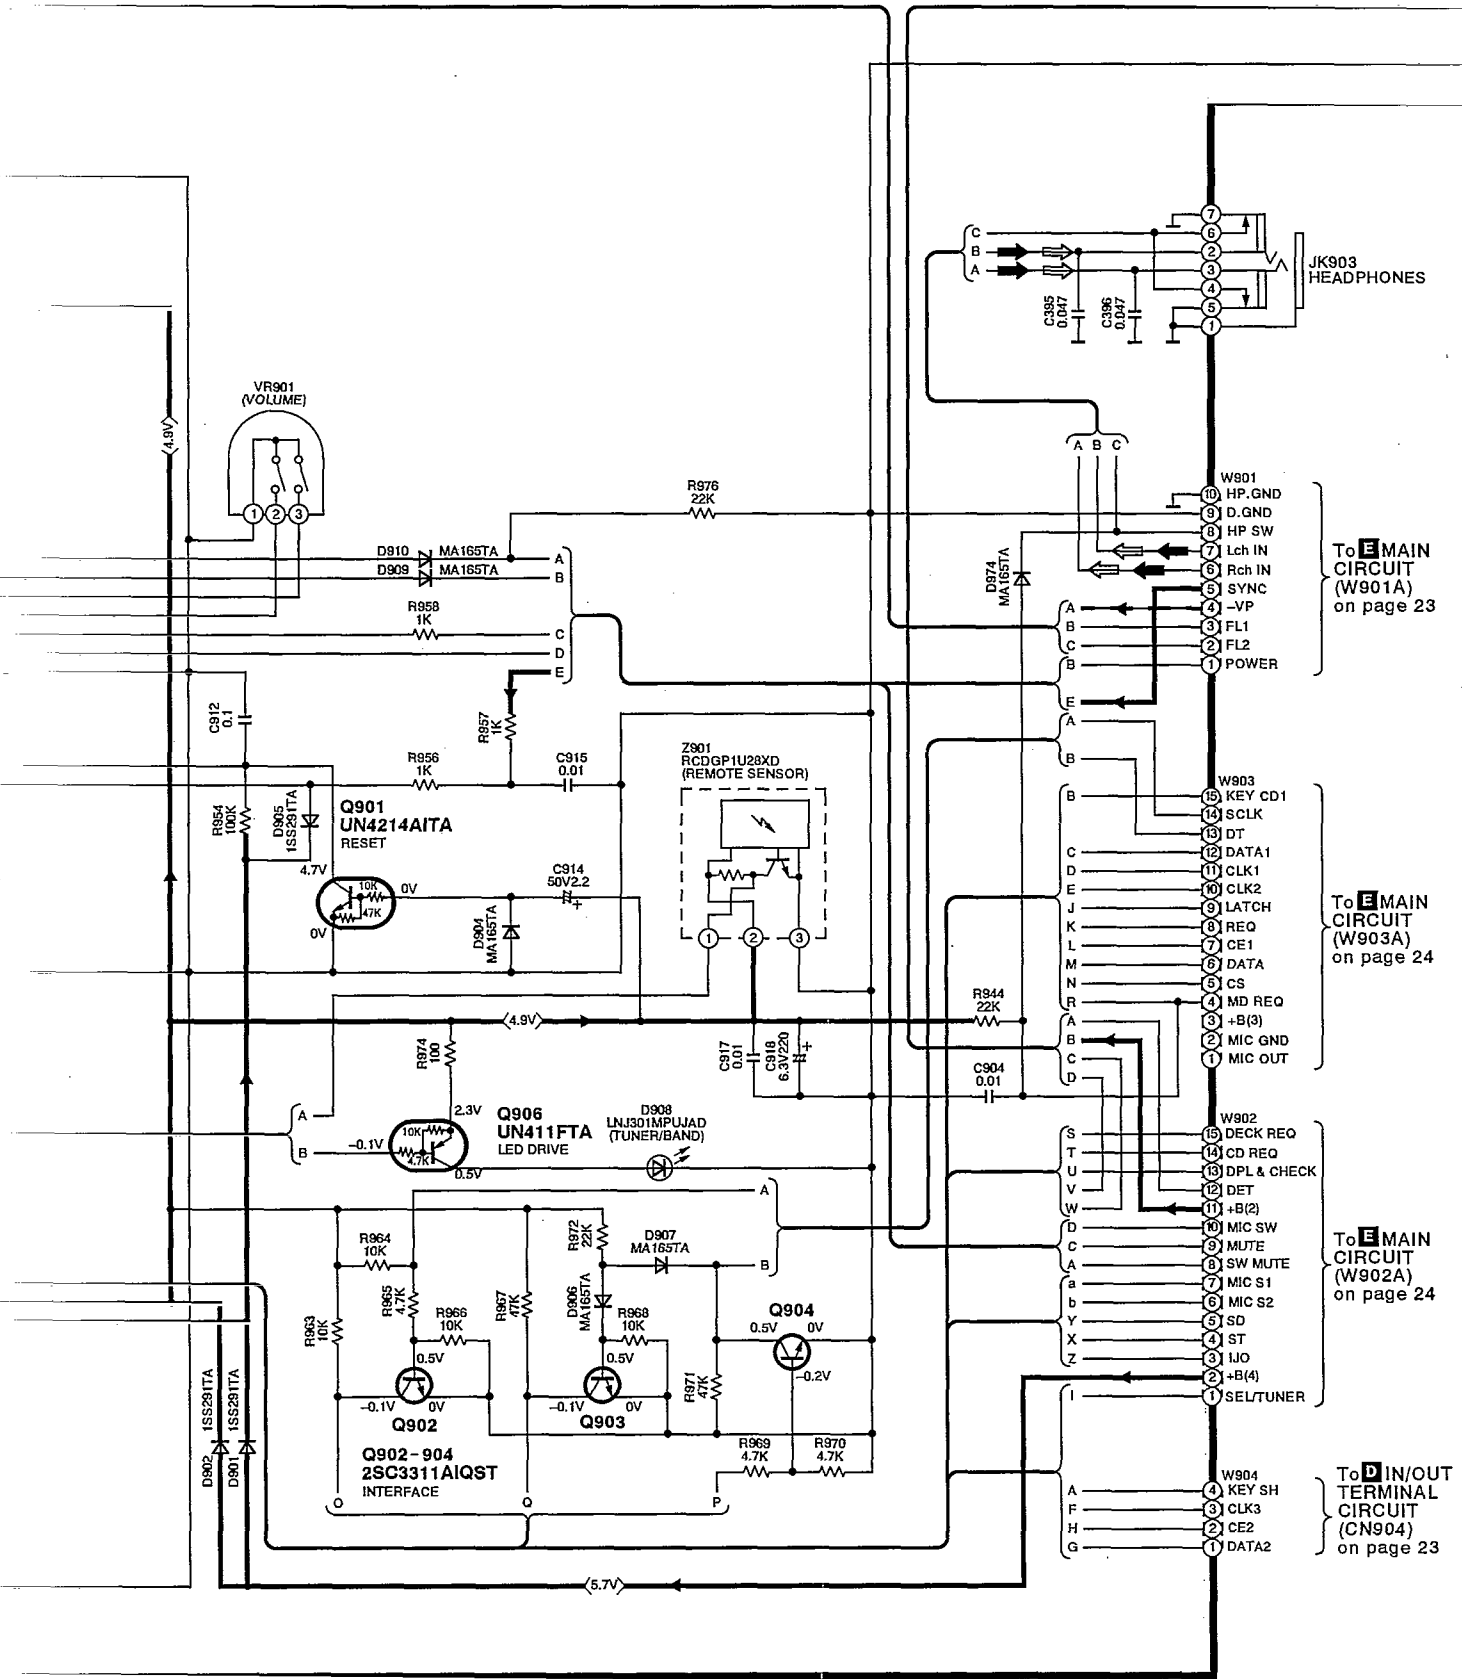 7
6
C
2
B
3
A
4
5
1
JK903
HEADPHONES
C395
0.047
C396
0.047
VR901
(VOLUME)
4.9V
1 2 3
A B C
R976
22K
D910 MA165TA A
D909 MA165TA B
R958
1K
C
D
E
C912
0.1
R957
1K
R956
1K
C915
0.01
Z901
RCDGP1U28XD
(REMOTE SENSOR)
R954
100K
D905
1SS291TA
Q901
UN4214AITA
RESET
4.7V
10K
47K
0V
0V
C914
50V2.2
+
D904
MA165TA
1 2 3
D974
MA165TA
W901
10 HP.GND
9 D.GND
8 HP SW
7 Lch IN
6 Rch IN
5 SYNC
A 4 -VP
B 3 FL1
C 2 FL2
B 1 POWER
E
A
B
To E MAIN
CIRCUIT
(W901A)
on page 23
W903
B 15 KEY CD1
14 SCLK
13 DT
C 12 DATA1
D 11 CLK1
E 10 CLK2
J 9 LATCH
K 8 REQ
L 7 CE1
M 6 DATA
N 5 CS
R 4 MD REQ
A 3 +B(3)
B 2 MIC GND
C 1 MIC OUT
D
To E MAIN
CIRCUIT
(W903A)
on page 24
R944
22K
4.9V
R974
100
C917
0.01
C918
6.3V220
+
C904
0.01
A
B
-0.1V
10K
4.7K
2.3V
0.5V
Q906
UN411FTA
LED DRIVE
D908
LNJ301MPUJAD
(TUNER/BAND)
A
B
W902
S 15 DECK REQ
T 14 CD REQ
U 13 DPL & CHECK
V 12 DET
W 11 +B(2)
D 10 MIC SW
C 9 MUTE
A 8 SW MUTE
a 7 MIC S1
b 6 MIC S2
Y 5 SD
X 4 ST
Z 3 IJO
2 +B(4)
I 1 SEL/TUNER
To E MAIN
CIRCUIT
(W902A)
on page 24
R964
10K
R965
4.7K
R963
10K
R966
10K
R967
47K
R972
22K
D907
MA165TA
D906
MA165TA
R968
10K
Q904
0.5V 0V
-0.2V
0.5V
-0.1V 0V
Q902
0.5V
-0.1V 0V
Q903
R971
47K
R969
4.7K
R970
4.7K
Q902-904
2SC3311AIQST
INTERFACE
O Q P
D902 1SS291TA
D901 1SS291TA
5.7V
W904
A 4 KEY SH
F 3 CLK3
H 2 CE2
G 1 DATA2
To D IN/OUT
TERMINAL
CIRCUIT
(CN904)
on page 23